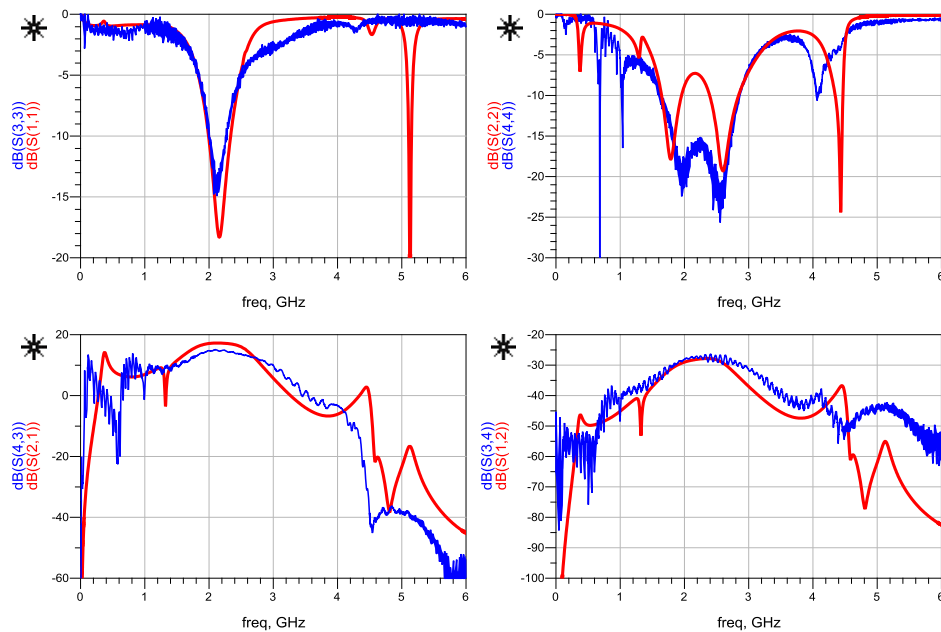 dB(S(3,3))
dB(S(1,1))
0
-5
-10
-15
-20
0 1 2 3 4 5 6
freq, GHz
dB(S(2,2))
dB(S(4,4))
0
-5
-10
-15
-20
-25
-30
0 1 2 3 4 5 6
freq, GHz
dB(S(4,3))
dB(S(2,1))
20
0
-20
-40
-60
0 1 2 3 4 5 6
freq, GHz
dB(S(3,4))
dB(S(1,2))
-20
-30
-40
-50
-60
-70
-80
-90
-100
0 1 2 3 4 5 6
freq, GHz